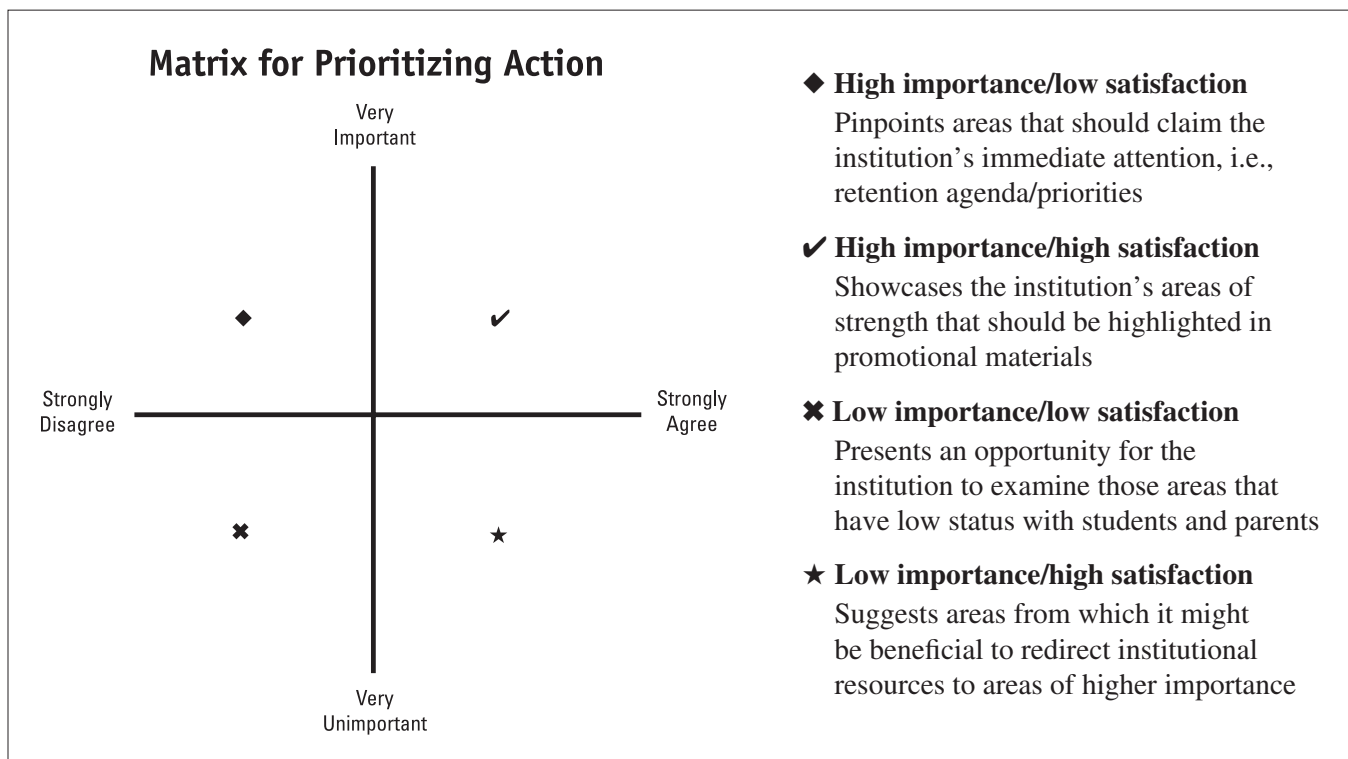 Matrix for Prioritizing Action
Very
Important
Strongly
Disagree
Strongly
Agree
Very
Unimportant
◆ High importance/low satisfaction
Pinpoints areas that should claim the
institution’s immediate attention, i.e.,
retention agenda/priorities
✔ High importance/high satisfaction
Showcases the institution’s areas of
strength that should be highlighted in
promotional materials
✖ Low importance/low satisfaction
Presents an opportunity for the
institution to examine those areas that
have low status with students and parents
★ Low importance/high satisfaction
Suggests areas from which it might
be beneficial to redirect institutional
resources to areas of higher importance